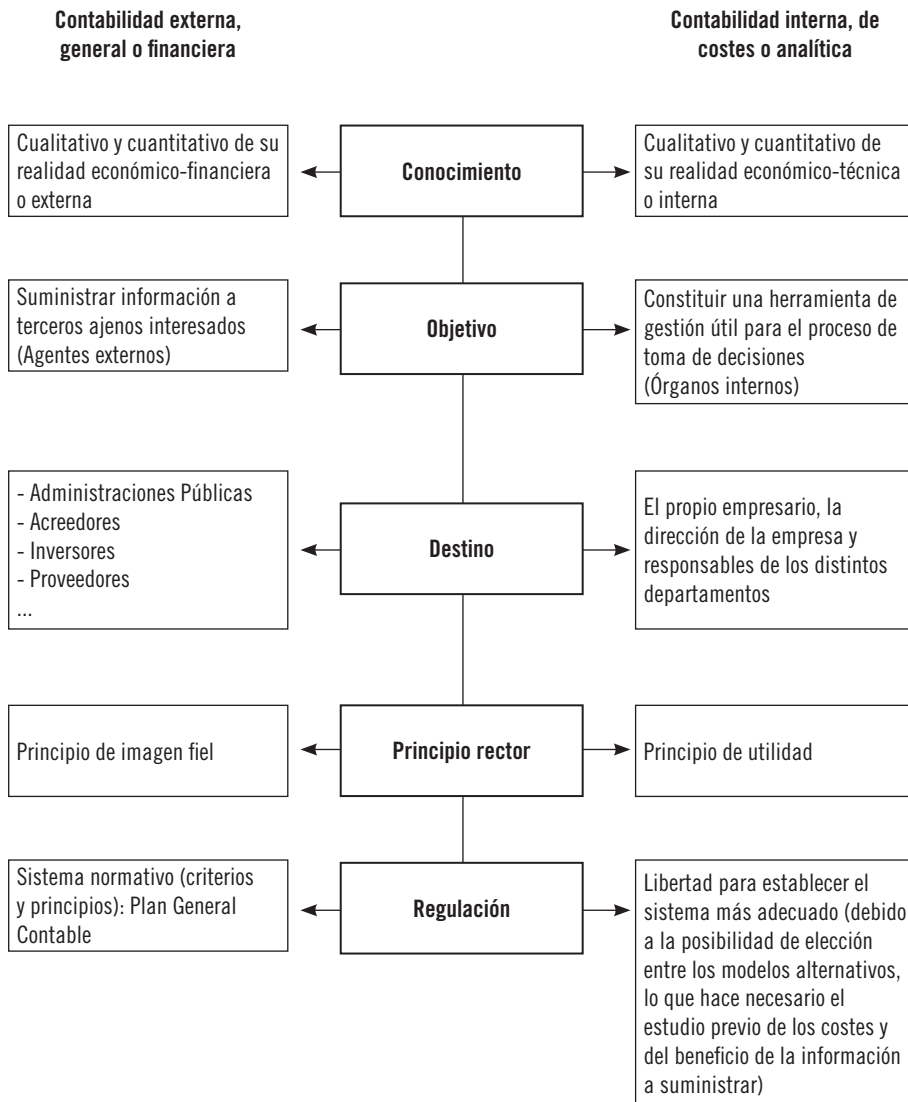 Contabilidad externa,
general o financiera
Contabilidad interna, de
costes o analítica
Cualitativo y cuantitativo de su
realidad económico-financiera
o externa
Conocimiento
Cualitativo y cuantitativo de
su realidad económico-técnica
o interna
Suministrar información a
terceros ajenos interesados
(Agentes externos)
Objetivo
Constituir una herramienta de
gestión útil para el proceso de
toma de decisiones
(Órganos internos)
- Administraciones Públicas
- Acreedores
- Inversores
- Proveedores
...
Destino
El propio empresario, la
dirección de la empresa y
responsables de los distintos
departamentos
Principio de imagen fiel
Principio rector
Principio de utilidad
Sistema normativo (criterios
y principios): Plan General
Contable
Regulación
Libertad para establecer el
sistema más adecuado (debido
a la posibilidad de elección
entre los modelos alternativos,
lo que hace necesario el
estudio previo de los costes y
del beneficio de la información
a suministrar)